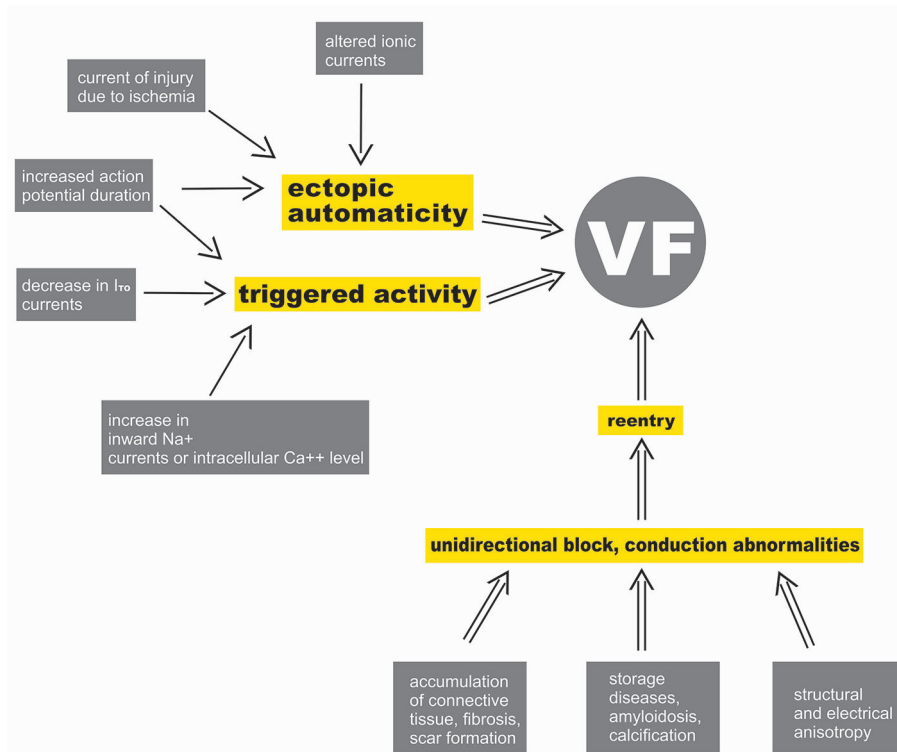 altered ionic
currents
current of injury
due to ischemia
increased action
potential duration
ectopic
automaticity
VF
decrease in ITo
currents
triggered activity
increase in
inward Na+
currents or intracellular Ca++ level
reentry
unidirectional block, conduction abnormalities
accumulation
of connective
tissue, fibrosis,
scar formation
storage
diseases,
amyloidosis,
calcification
structural
and electrical
anisotropy